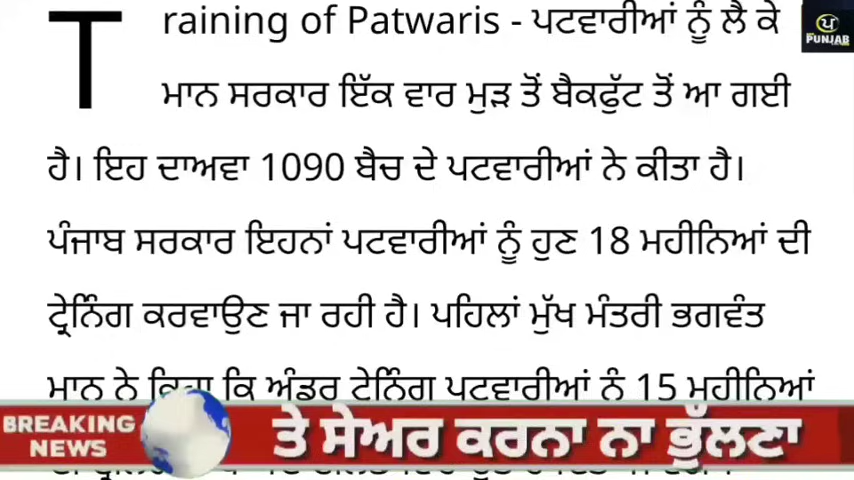 Training of Patwaris - ਪਟਵਾਰੀਆਂ ਨੂੰ ਲੈ ਕੇ
ਮਾਨ ਸਰਕਾਰ ਇੱਕ ਵਾਰ ਮੁੜ ਤੋਂ ਬੈਕਫੁੱਟ ਤੋਂ ਆ ਗਈ
ਹੈ। ਇਹ ਦਾਅਵਾ 1090 ਬੈਚ ਦੇ ਪਟਵਾਰੀਆਂ ਨੇ ਕੀਤਾ ਹੈ।
ਪੰਜਾਬ ਸਰਕਾਰ ਇਹਨਾਂ ਪਟਵਾਰੀਆਂ ਨੂੰ ਹੁਣ 18 ਮਹੀਨਿਆਂ ਦੀ
ਟ੍ਰੇਨਿੰਗ ਕਰਵਾਉਣ ਜਾ ਰਹੀ ਹੈ। ਪਹਿਲਾਂ ਮੁੱਖ ਮੰਤਰੀ ਭਗਵੰਤ
ਮਾਨ ਨੇ ਕਿਹਾ ਕਿ ਅੰਡਰ ਟ੍ਰੇਨਿੰਗ ਪਟਵਾਰੀਆਂ ਨੂੰ 15 ਮਹੀਨਿਆਂ
ਪ
PUNJAB
BREAKING
NEWS
ਤੇ ਸੇਅਰ ਕਰਨਾ ਨਾ ਭੁੱਲਣਾ